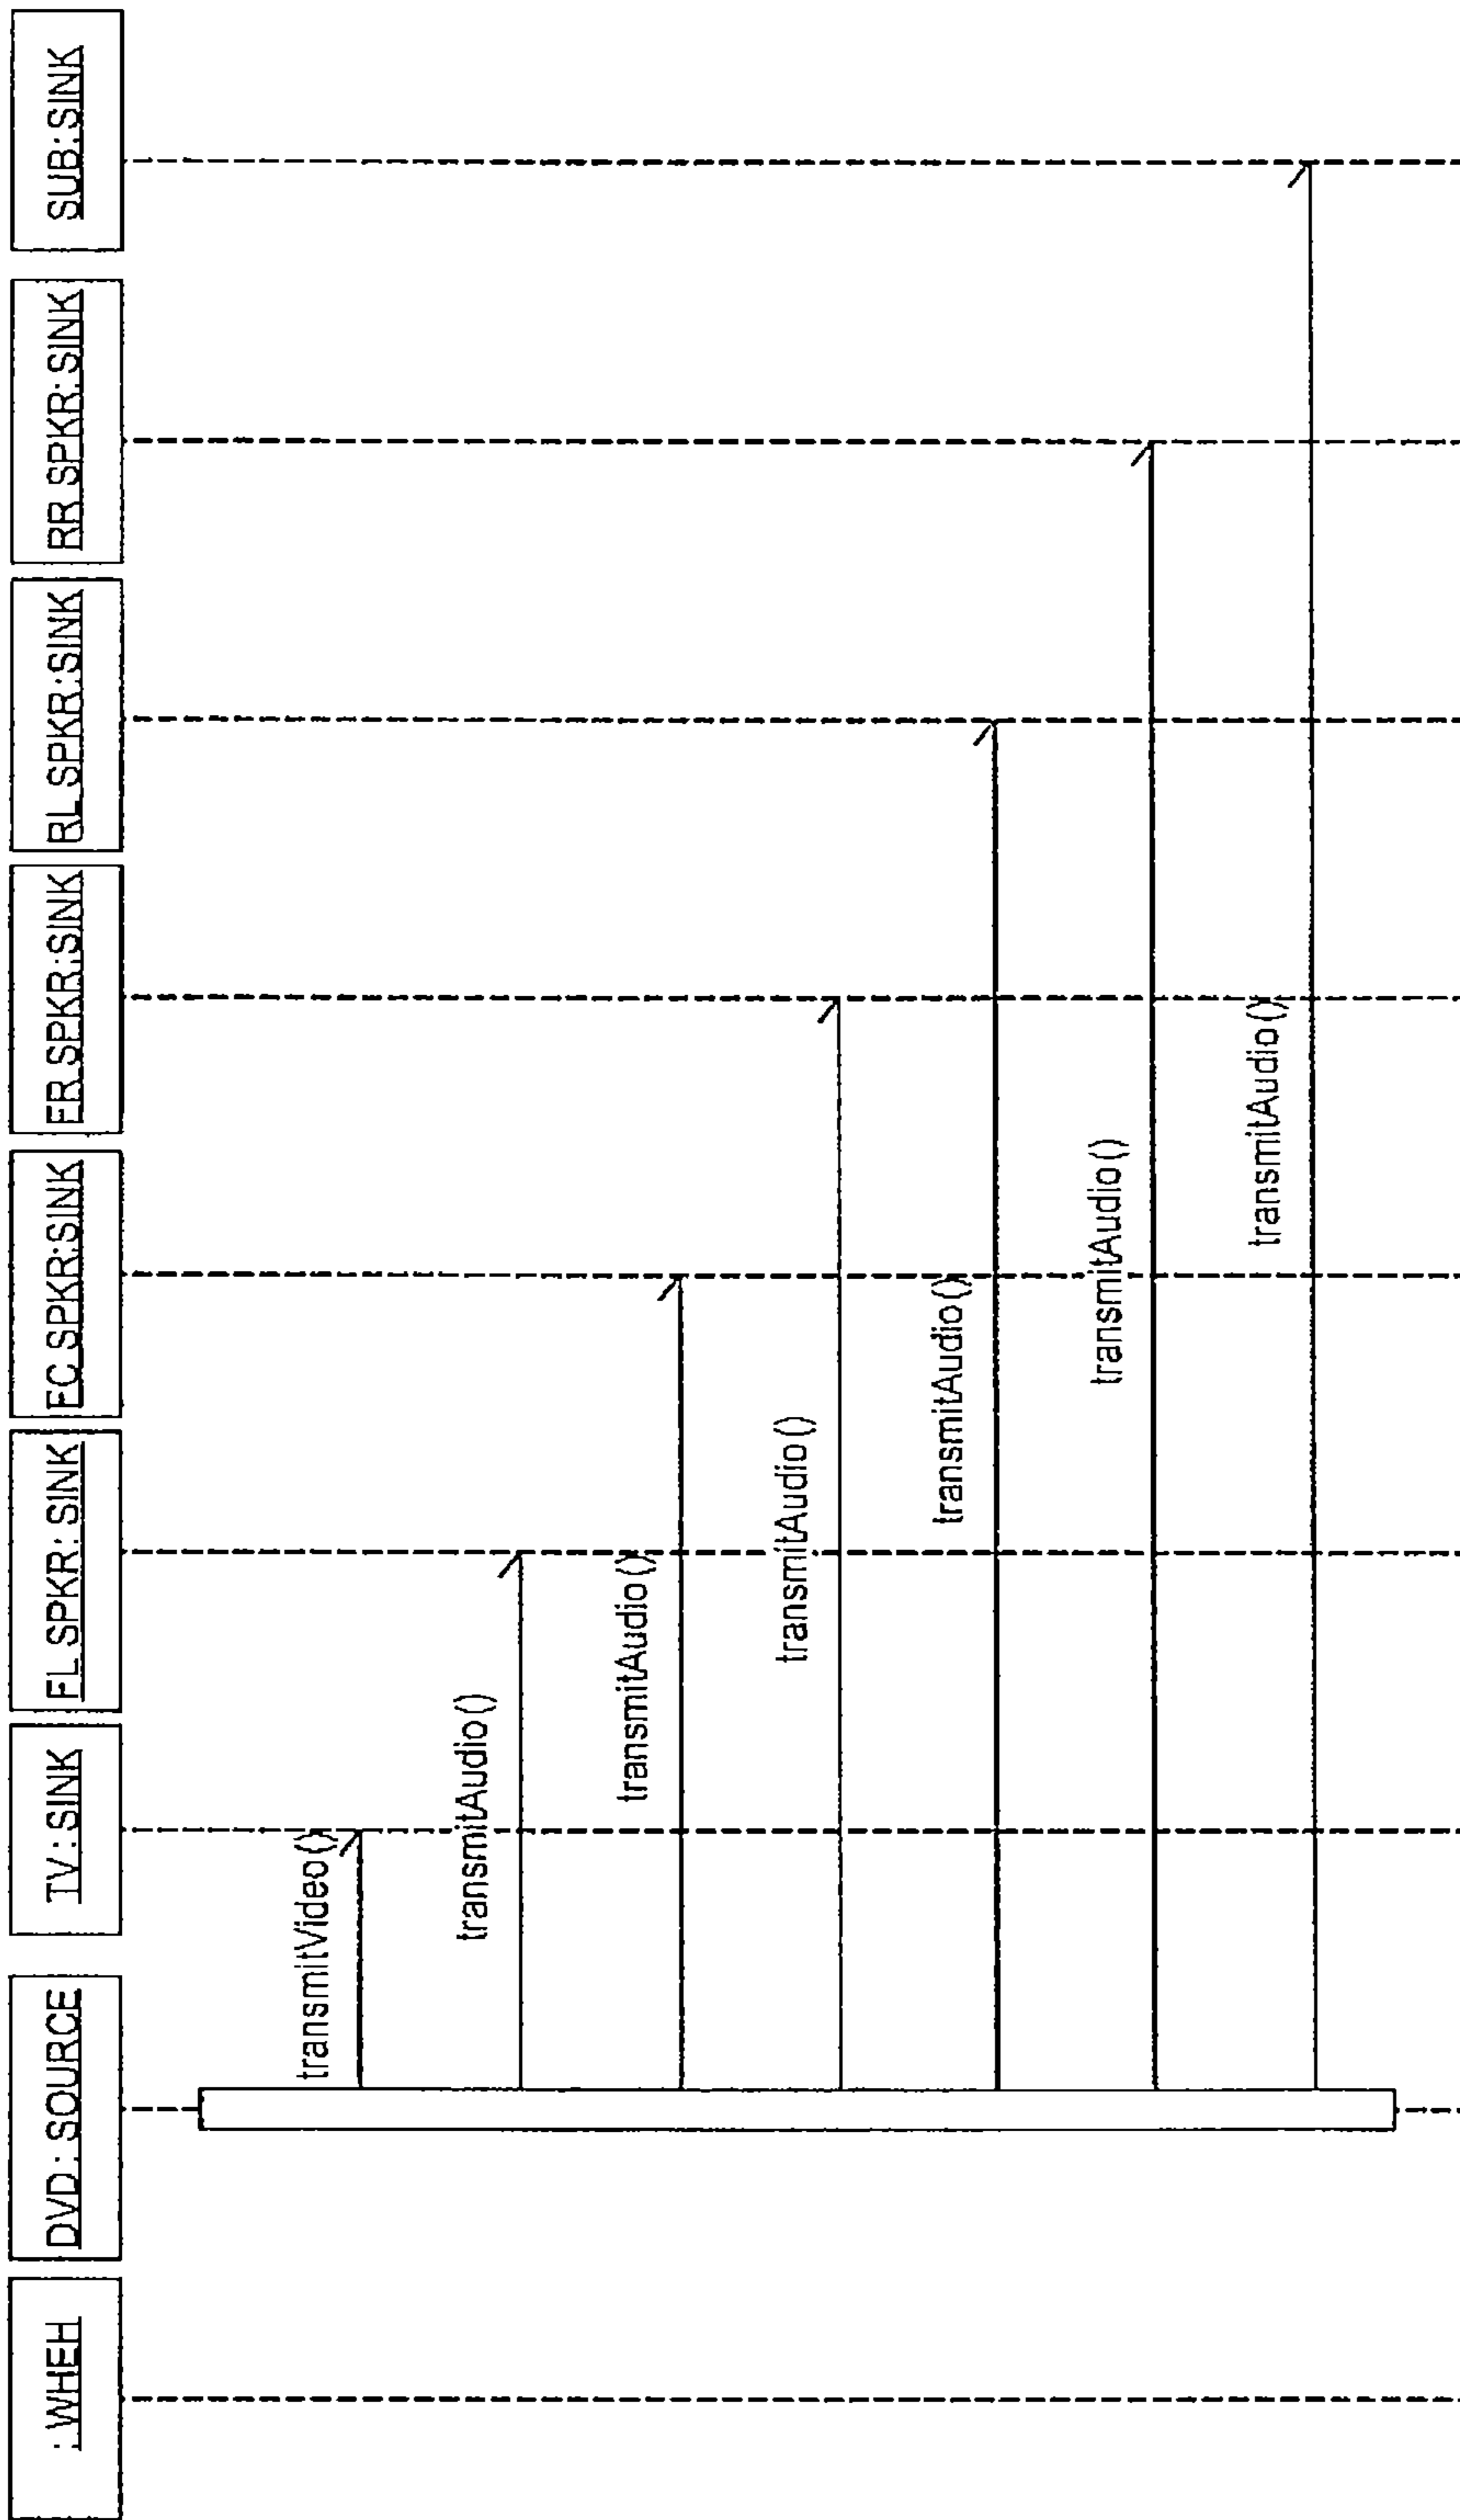 : WHEH
DVD: SOURCE
TV: SINK
FL SPKR: SINK
FC SPKR:SINK
FR SPKR:SINK
RL SPKR:SINK
RR SPKR:SINK
SUB: SINK
transmitVideo()
transmitAudio()
transmitAudio()
transmitAudio()
transmitAudio()
transmitAudio()
transmitAudio()